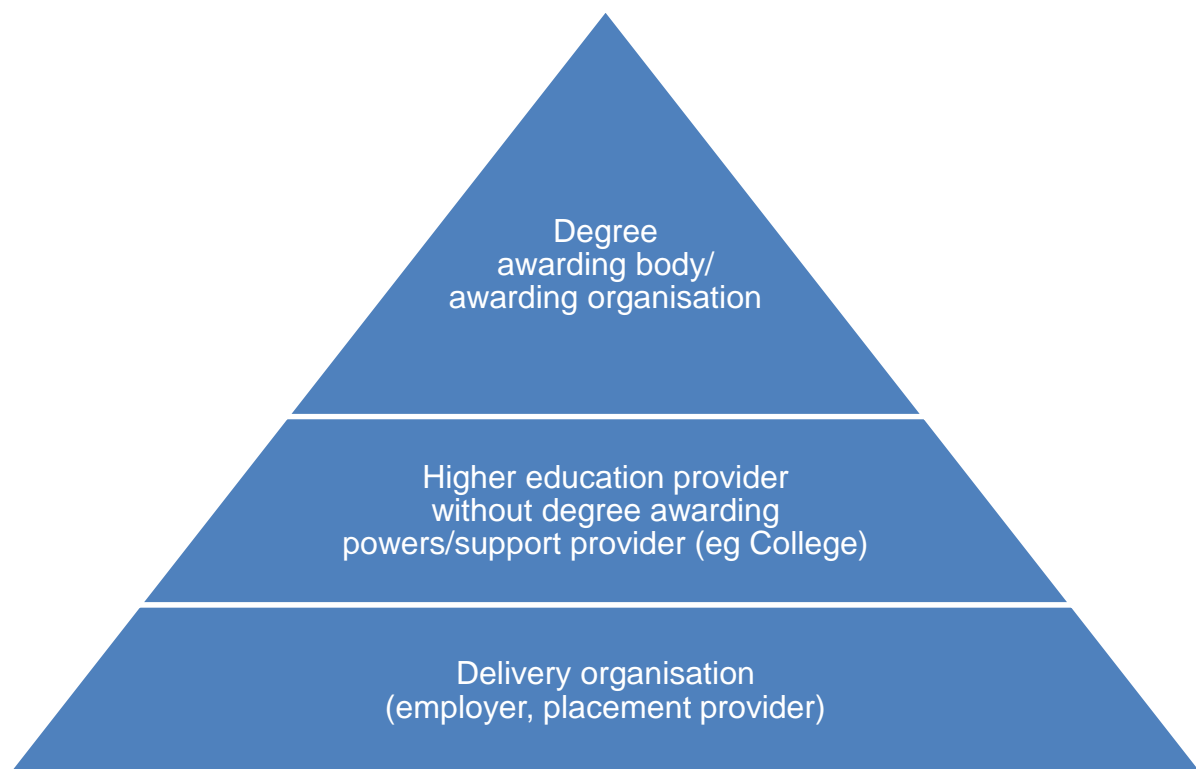 Degree
awarding body/
awarding organisation
Higher education provider
without degree awarding
powers/support provider (eg College)
Delivery organisation
(employer, placement provider)